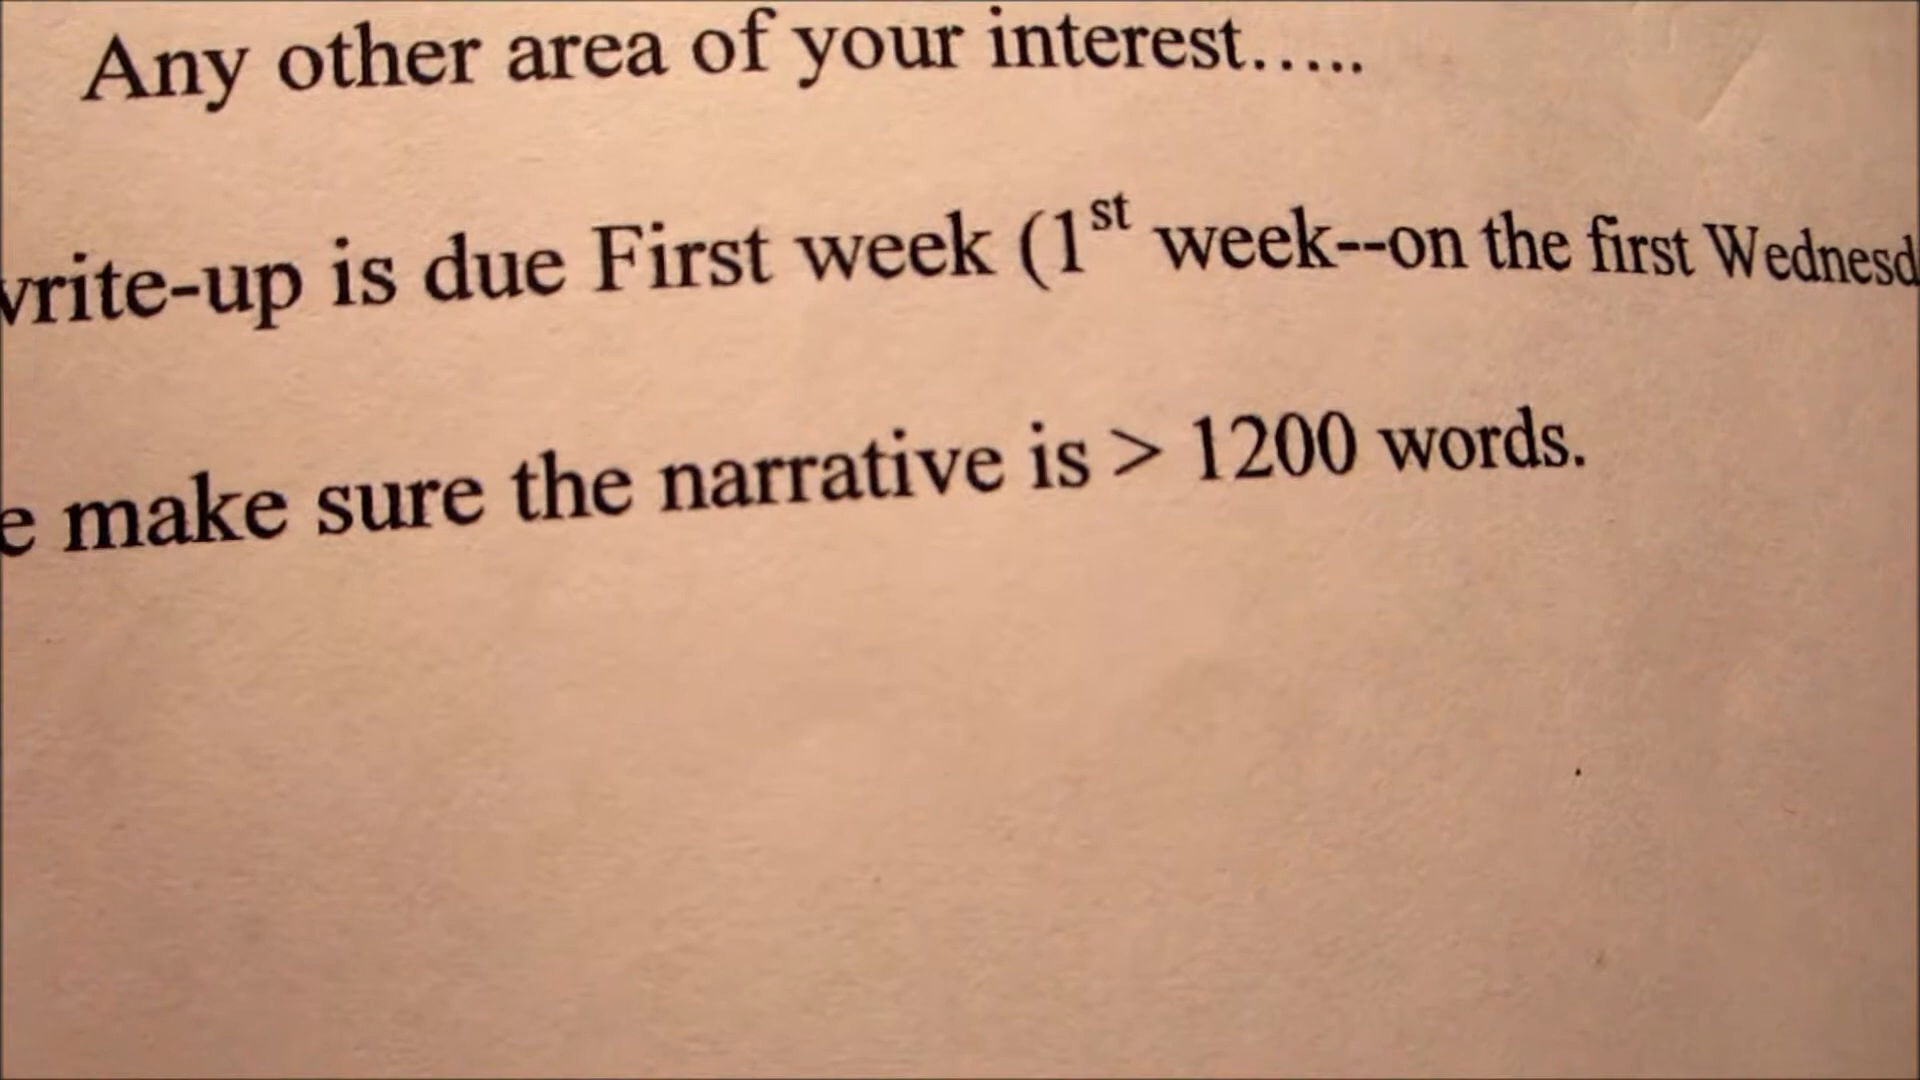 Any other area of your interest.....
write-up is due First week (1st week--on the first Wednesd
e make sure the narrative is > 1200 words.